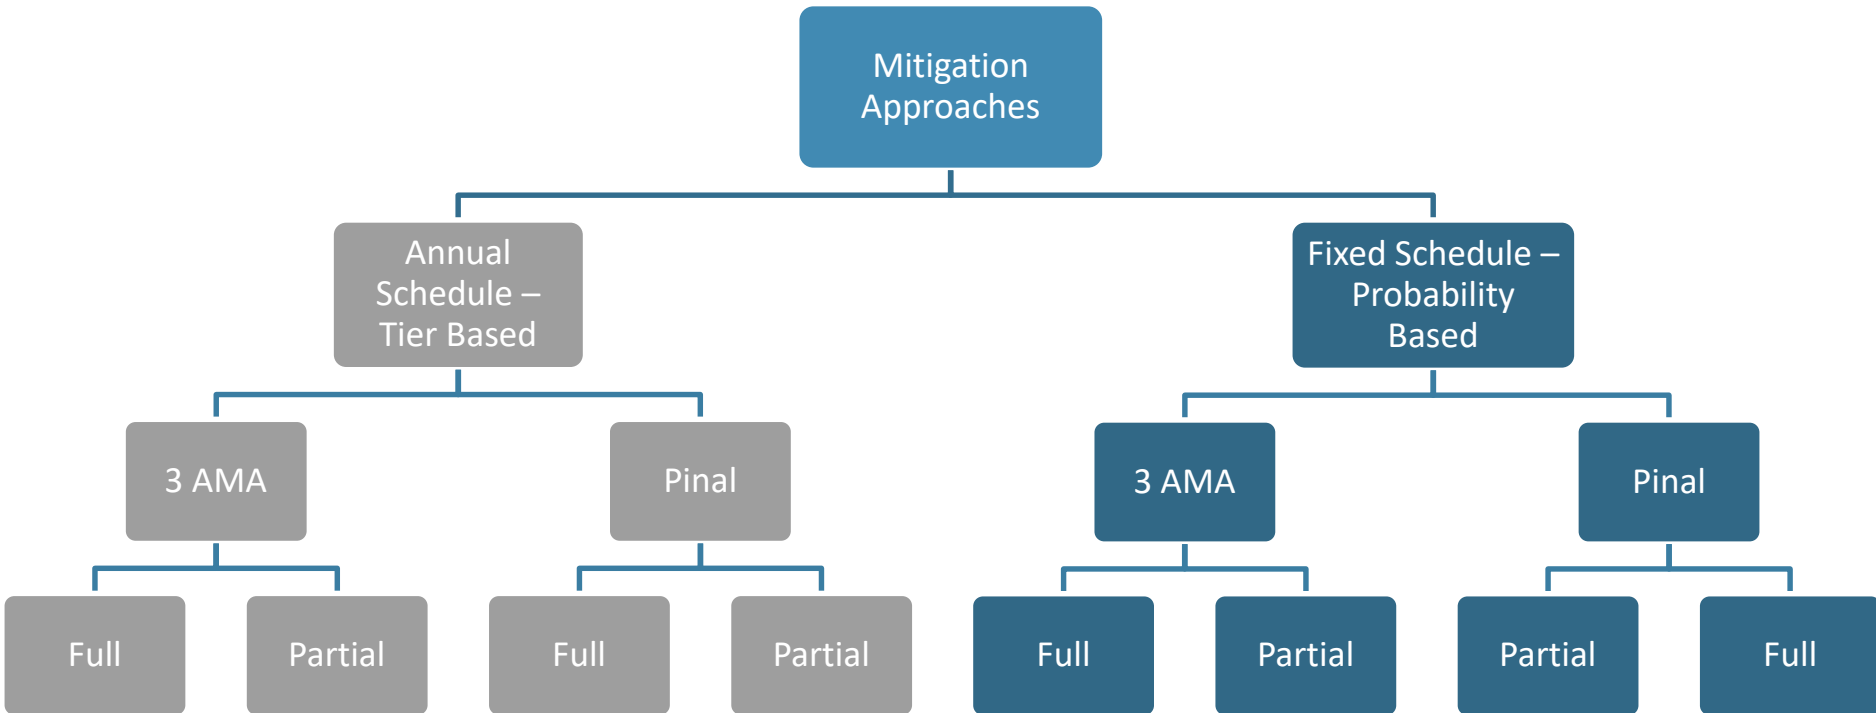 Mitigation
Approaches
Annual
Schedule –
Tier Based
Fixed Schedule –
Probability
Based
3 AMA
Pinal
3 AMA
Pinal
Full
Partial
Full
Partial
Full
Partial
Partial
Full